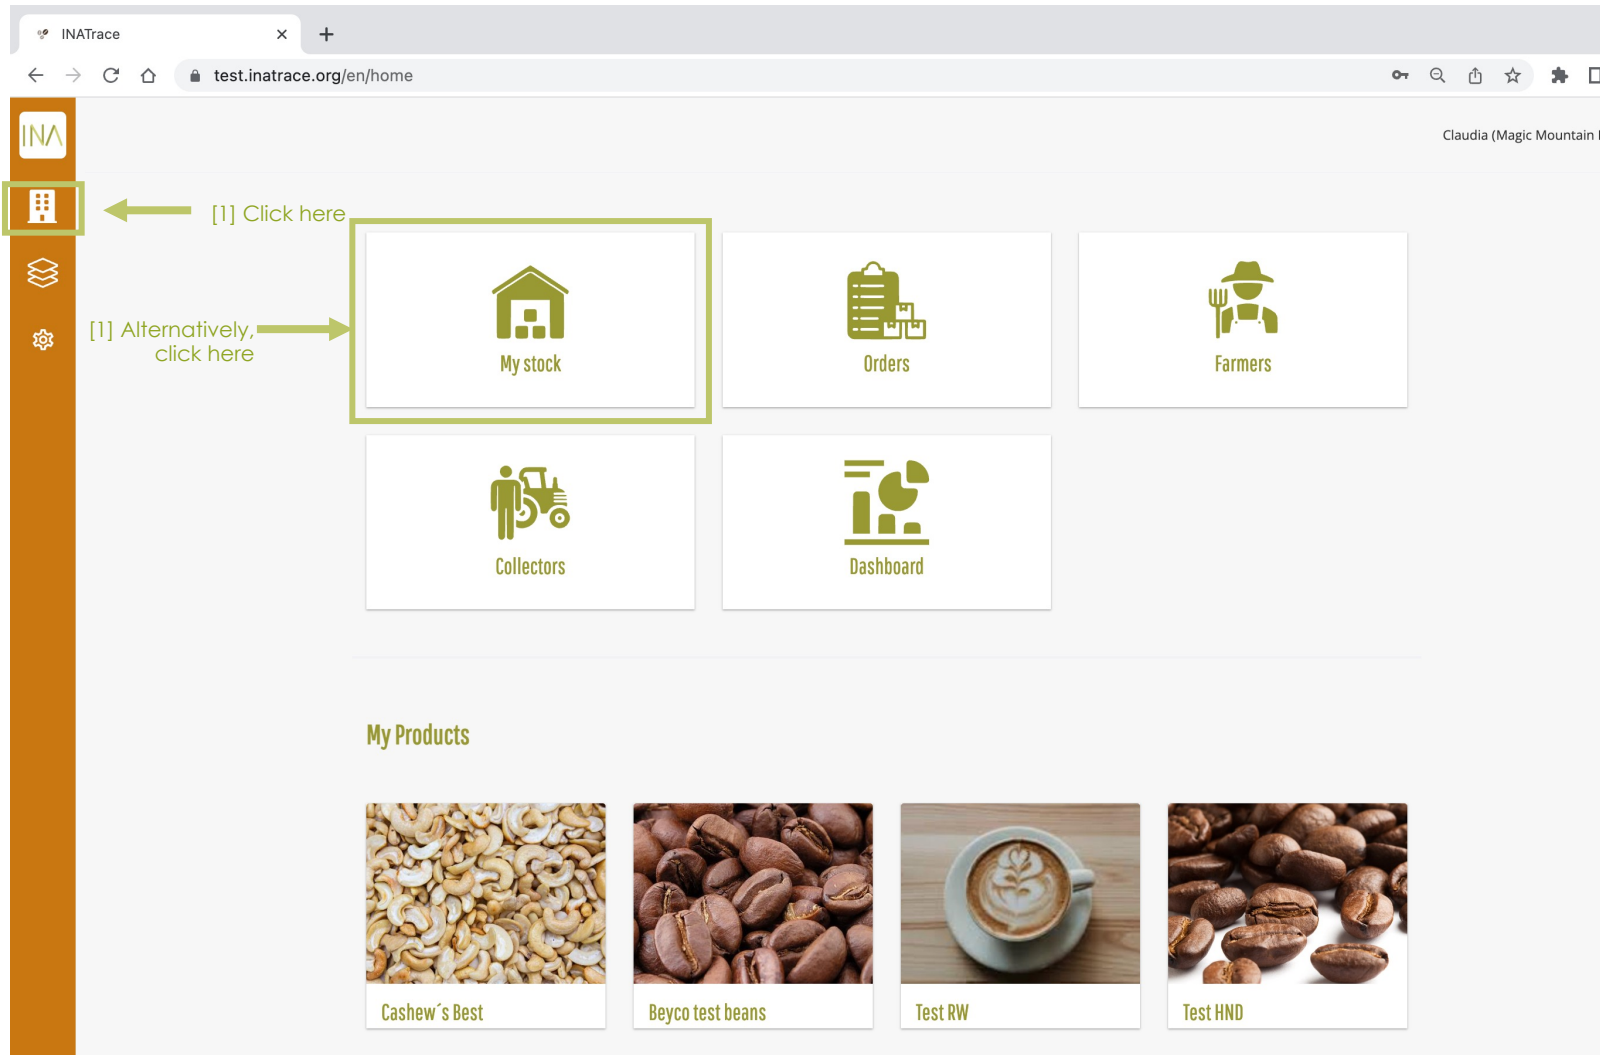 INATrace
test.inatrace.org/en/home
INA
Claudia (Magic Mountain
[1] Click here
[1] Alternatively,
click here
My stock
Orders
Farmers
Collectors
Dashboard
My Products
Cashew´s Best
Beyco test beans
Test RW
Test HND